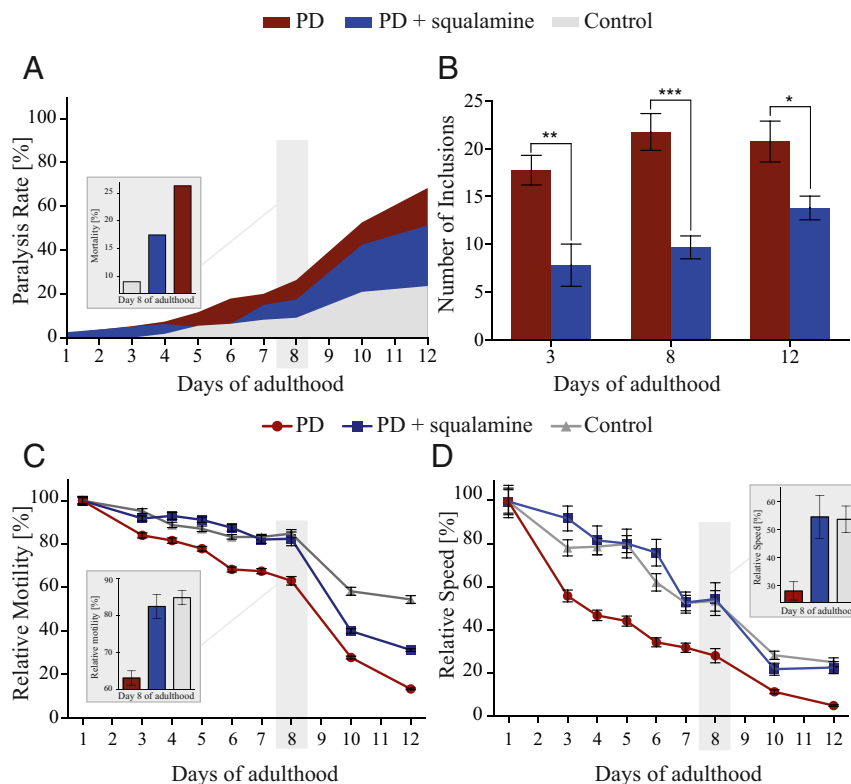 PD PD + squalamine Control
A
Paralysis Rate [%]
100
80
60
40
20
0
Mortality [%]
25
20
15
10
Day 8 of adulthood
1 2 3 4 5 6 7 8 9 10 11 12
Days of adulthood
B
Number of Inclusions
25
20
15
10
5
0
** *** *
3 8 12
Days of adulthood
PD PD + squalamine Control
C
Relative Motility [%]
100
80
60
40
20
0
Relative motility [%]
90
80
70
60
Day 8 of adulthood
1 2 3 4 5 6 7 8 9 10 11 12
Days of adulthood
D
Relative Speed [%]
100
80
60
40
20
0
Relative Speed [%]
60
50
40
30
Day 8 of adulthood
1 2 3 4 5 6 7 8 9 10 11 12
Days of adulthood